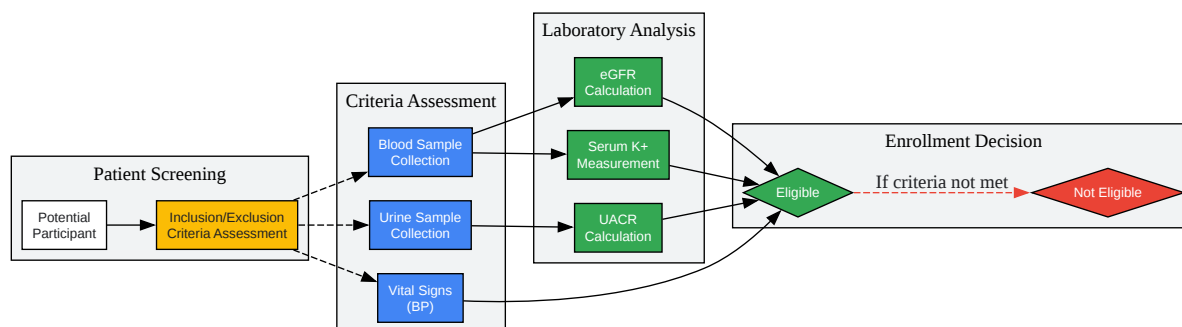 Patient Screening
Potential
Participant
Inclusion/Exclusion
Criteria Assessment
Criteria Assessment
Blood Sample
Collection
Urine Sample
Collection
Vital Signs
(BP)
Laboratory Analysis
eGFR
Calculation
Serum K+
Measurement
UACR
Calculation
Enrollment Decision
Eligible
If criteria not met
Not Eligible